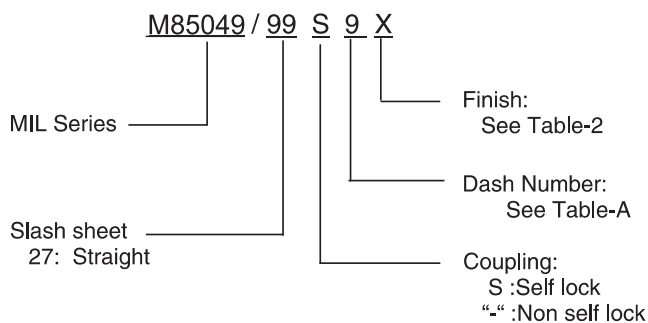 M85049 / 99 S 9 X
Finish:
See Table-2
MIL Series
Dash Number:
See Table-A
Slash sheet
27: Straight
Coupling:
S :Self lock
“-“ :Non self lock